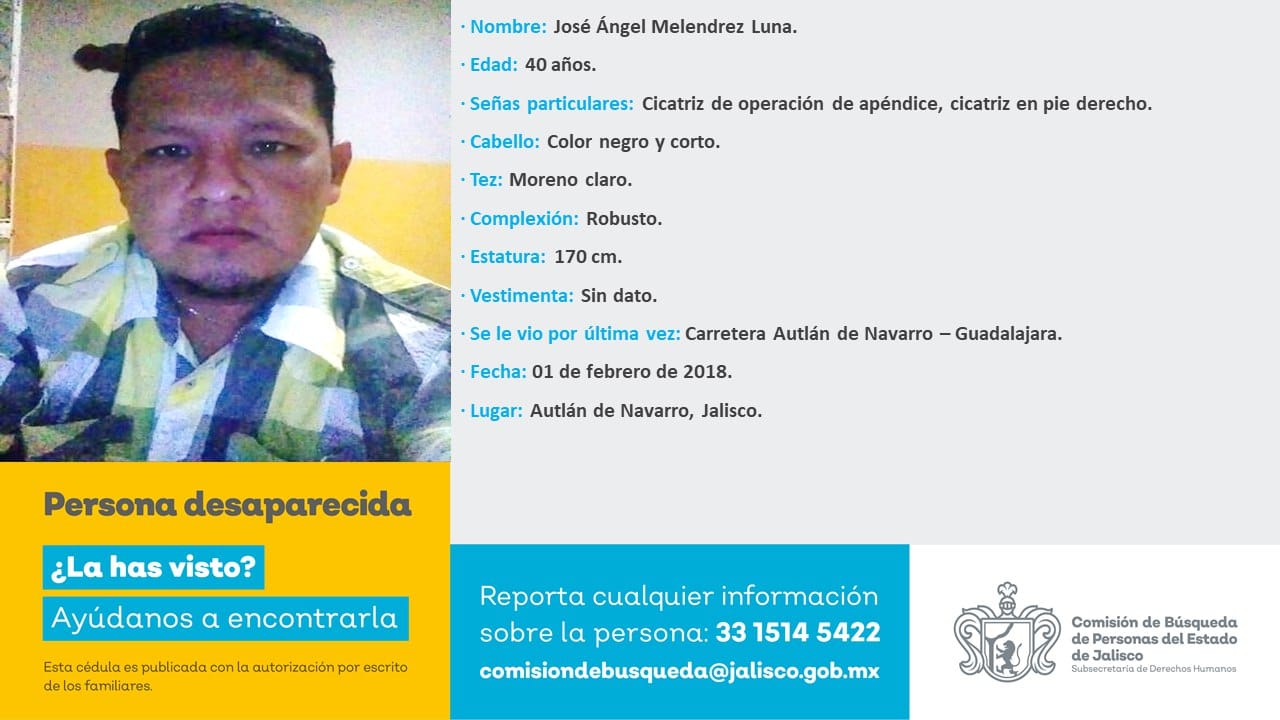 · Nombre: José Ángel Melendrez Luna.
· Edad: 40 años.
· Señas particulares: Cicatriz de operación de apéndice, cicatriz en pie derecho.
· Cabello: Color negro y corto.
· Tez: Moreno claro.
· Complexión: Robusto.
· Estatura: 170 cm.
· Vestimenta: Sin dato.
· Se le vio por última vez: Carretera Autlán de Navarro – Guadalajara.
· Fecha: 01 de febrero de 2018.
· Lugar: Autlán de Navarro, Jalisco.
Persona desaparecida
¿La has visto?
Ayúdanos a encontrarla
Esta cédula es publicada con la autorización por escrito
de los familiares.
Reporta cualquier información
sobre la persona: 33 1514 5422
comisiondebusqueda@jalisco.gob.mx
Comisión de Búsqueda
de Personas del Estado
de Jalisco
Subsecretaría de Derechos Humanos